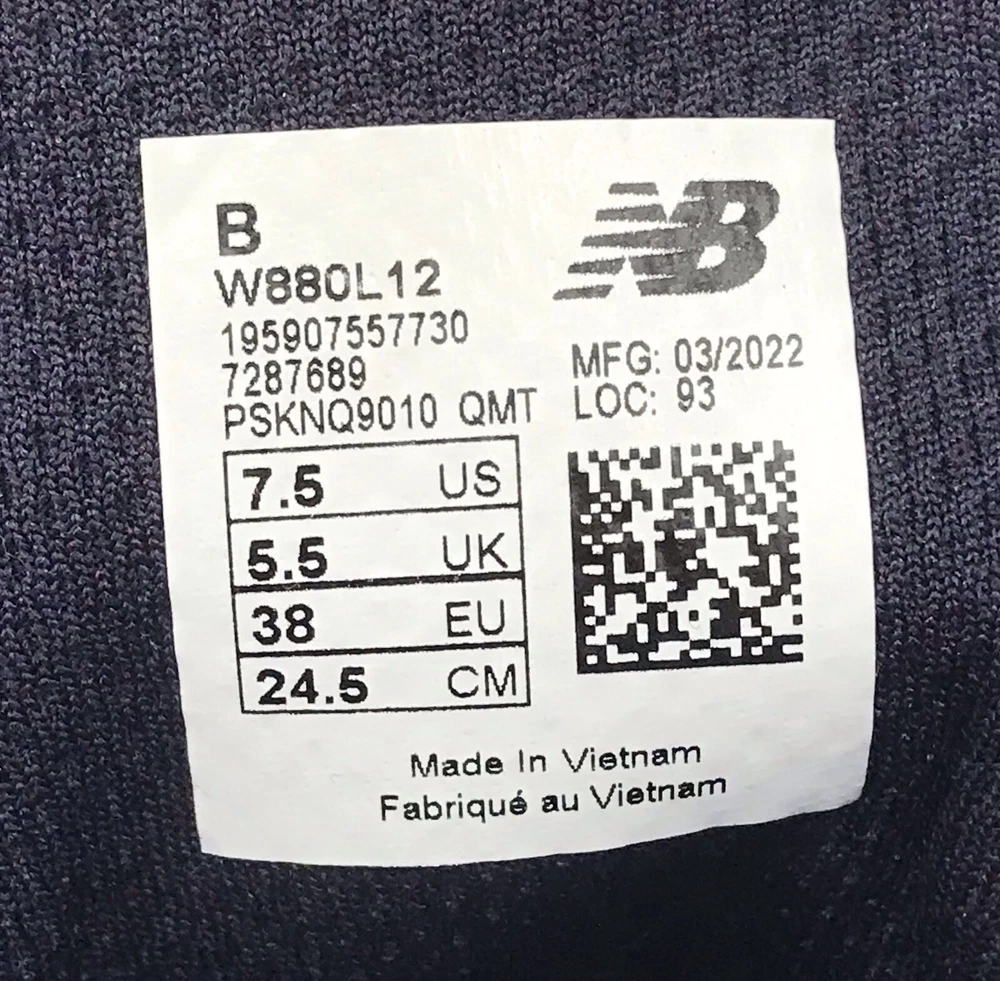 B
NB
W880L12
195907557730
7287689
PSKNQ9010 QMT
MFG: 03/2022
LOC: 93
7.5 US
5.5 UK
38 EU
24.5 CM
Made In Vietnam
Fabriqué au Vietnam